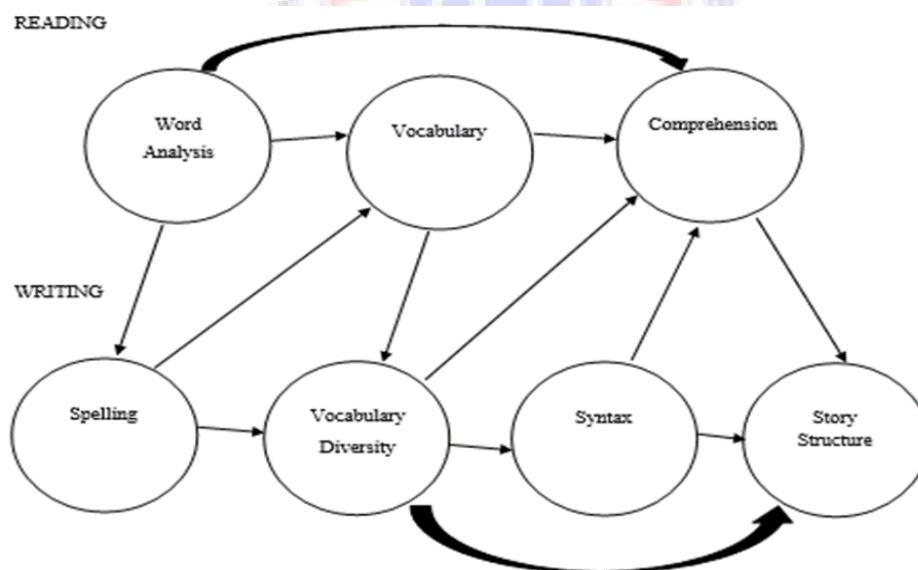 READING
Word
Analysis
Vocabulary
Comprehension
WRITING
Spelling
Vocabulary
Diversity
Syntax
Story
Structure